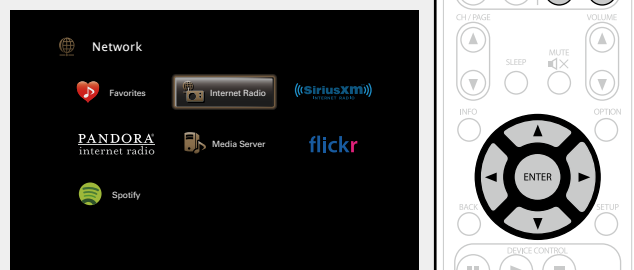 Network
Favorites
Internet Radio
((SiriusXM))
INTERNET RADIO
PANDORA
internet radio
Media Server
flickr
Spotify
CH / PAGE
VOLUME
MUTE
SLEEP
INFO
OPTION
ENTER
BACK
SETUP
DEVICE CONTROL